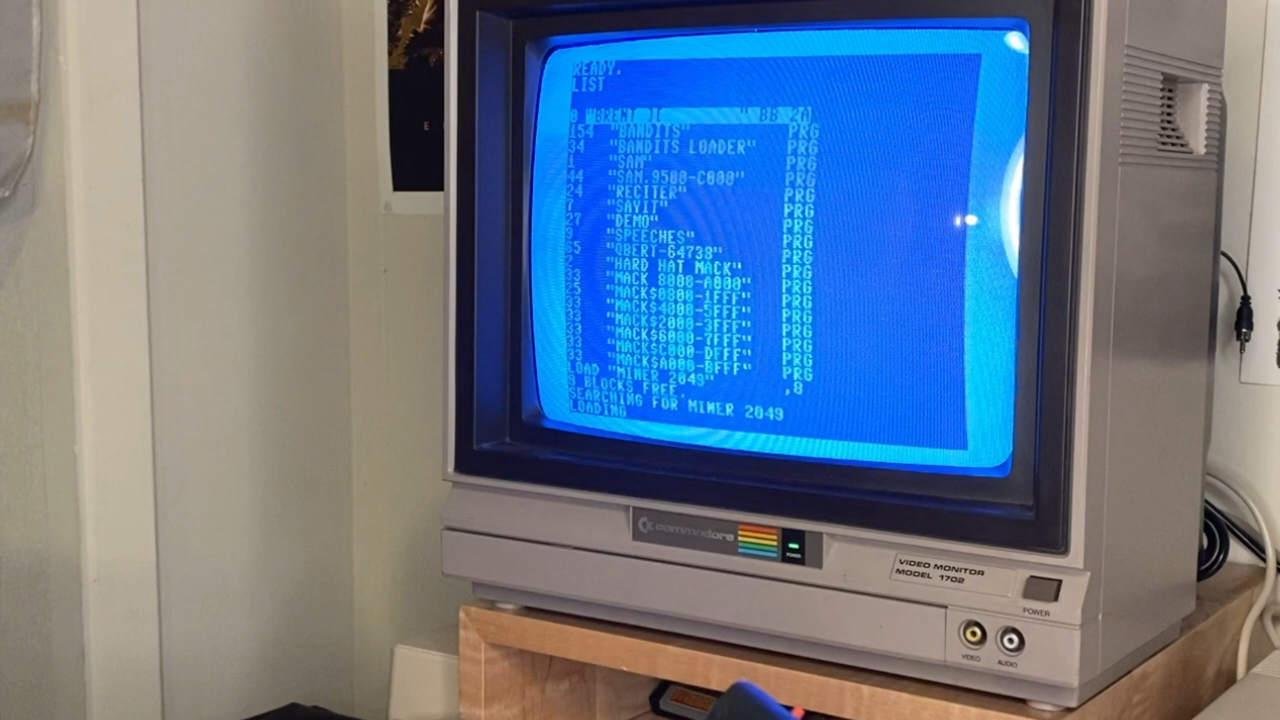 READY.
LIST
0 "BRENT II " BB 2A
154 "BANDITS" PRG
34 "BANDITS LOADER" PRG
1 "SAM" PRG
44 "SAM.9500-C000" PRG
24 "RECITER" PRG
7 "SAYIT" PRG
27 "DEMO" PRG
9 "SPEECHES" PRG
65 "QBERT-64738" PRG
2 "HARD HAT MACK" PRG
33 "MACK 8000-A000" PRG
25 "MACK$0800-1FFF" PRG
33 "MACK$4000-5FFF" PRG
33 "MACK$2000-3FFF" PRG
33 "MACK$6000-7FFF" PRG
33 "MACK$C000-DFFF" PRG
33 "MACK$A000-BFFF" PRG
LOAD "MINER 2049" ,8
9 BLOCKS FREE.
SEARCHING FOR MINER 2049
LOADING
commodore
POWER
VIDEO MONITOR
MODEL 1702
POWER
VIDEO AUDIO